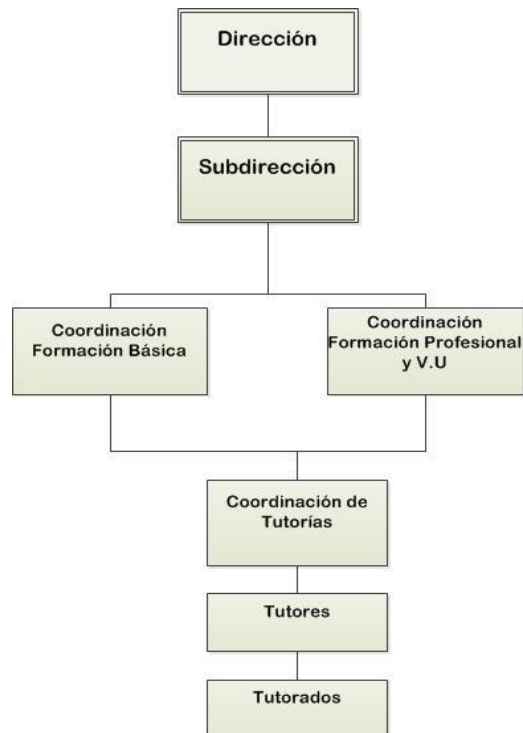 Dirección
Subdirección
Coordinación
Formación Básica
Coordinación
Formación Profesional
y V.U
Coordinación de
Tutorías
Tutores
Tutorados